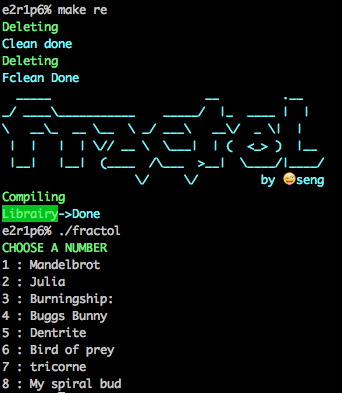 e2r1p6% make re
Deleting
Clean done
Deleting
Fclean Done
fractol
by 😅seng
Compiling
Librairy->Done
e2r1p6% ./fractol
CHOOSE A NUMBER
1 : Mandelbrot
2 : Julia
3 : Burningship:
4 : Buggs Bunny
5 : Dentrite
6 : Bird of prey
7 : tricorne
8 : My spiral bud